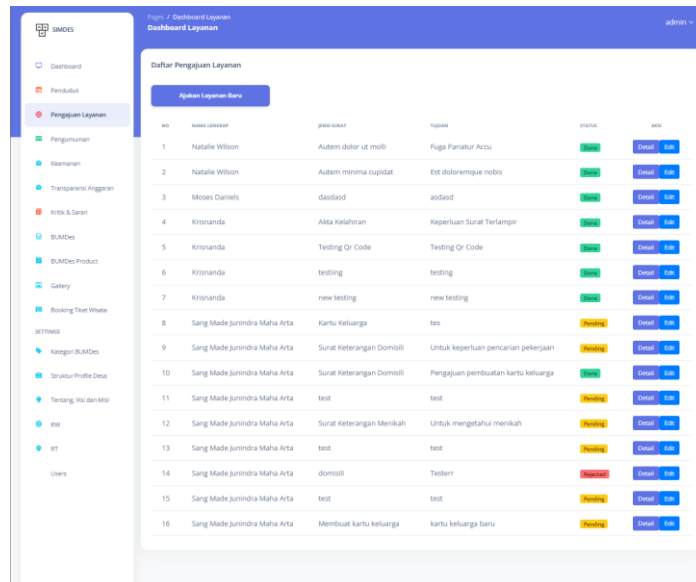 SIMDES
Pages / Dashboard Layanan
Dashboard Layanan
admin
Dashboard
Penduduk
Pengajuan Layanan
Pengumuman
Keamanan
Transparansi Anggaran
Kritik & Saran
BUMDes
BUMDes Product
Gallery
Booking Tiket Wisata
SETTINGS
Kategori BUMDes
Struktur Profile Desa
Tentang, Visi dan Misi
RW
RT
Users
Daftar Pengajuan Layanan
Ajukan Layanan Baru
NO NAMA LENGKAP JENIS SURAT TUJUAN STATUS AKSI
1 Natalie Wilson Autem dolor ut molli Fuga Pariatur Accu Done Detail Edit
2 Natalie Wilson Autem minima cupidat Est doloremque nobis Done Detail Edit
3 Moses Daniels dasdasd asdasd Done Detail Edit
4 Krisnanda Akta Kelahiran Keperluan Surat Terlampir Done Detail Edit
5 Krisnanda Testing Qr Code Testing Qr Code Done Detail Edit
6 Krisnanda testiing testing Done Detail Edit
7 Krisnanda new testing new testing Done Detail Edit
8 Sang Made Junindra Maha Arta Kartu Keluarga tes Pending Detail Edit
9 Sang Made Junindra Maha Arta Surat Keterangan Domisili Untuk keperluan pencarian pekerjaan Pending Detail Edit
10 Sang Made Junindra Maha Arta Surat Keterangan Domisili Pengajuan pembuatan kartu keluarga Done Detail Edit
11 Sang Made Junindra Maha Arta test test Pending Detail Edit
12 Sang Made Junindra Maha Arta Surat Keterangan Menikah Untuk mengetahui menikah Pending Detail Edit
13 Sang Made Junindra Maha Arta test test Pending Detail Edit
14 Sang Made Junindra Maha Arta domisili Testerr Rejected Detail Edit
15 Sang Made Junindra Maha Arta test test Pending Detail Edit
16 Sang Made Junindra Maha Arta Membuat kartu keluarga kartu keluarga baru Pending Detail Edit